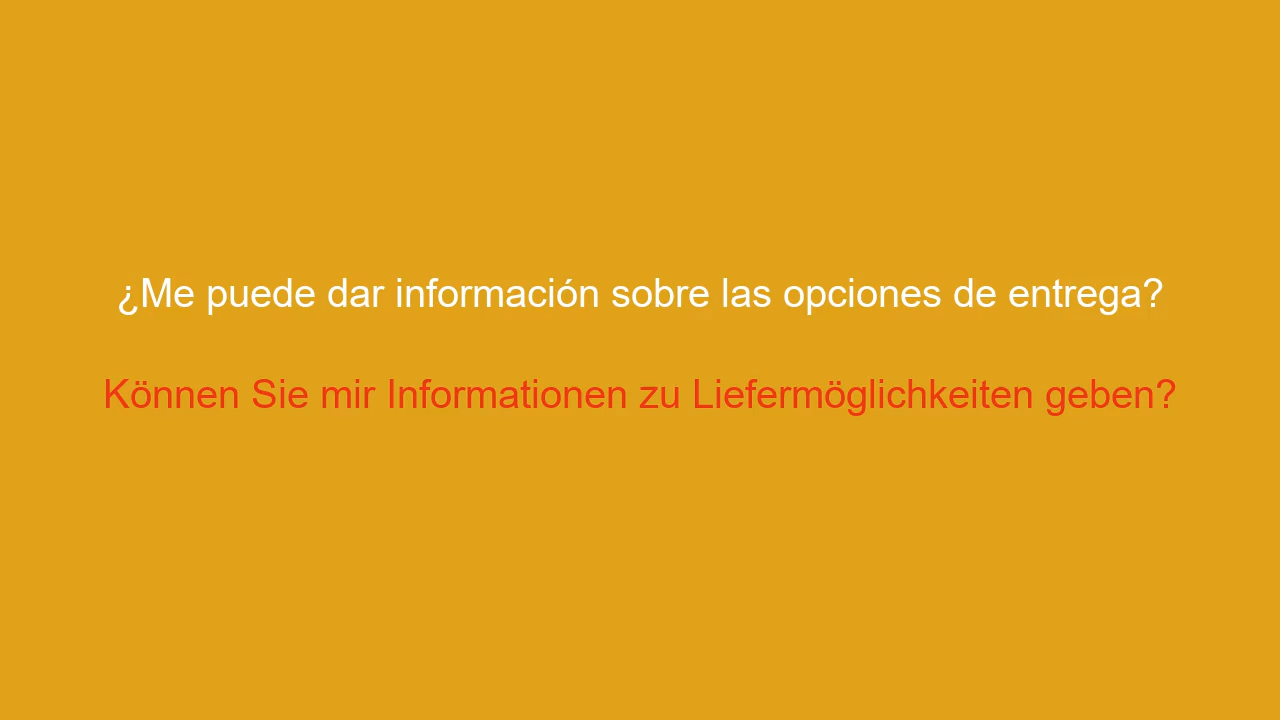 ¿Me puede dar información sobre las opciones de entrega?
Können Sie mir Informationen zu Liefermöglichkeiten geben?